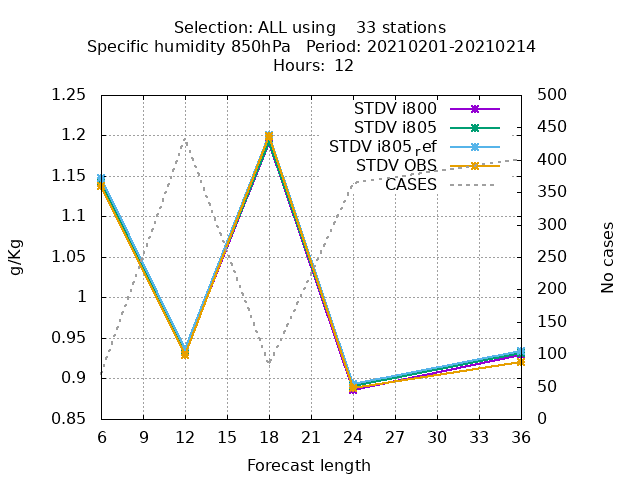 Selection: ALL using 33 stations
Specific humidity 850hPa Period: 20210201-20210214
Hours: 12
STDV i800
STDV i805
STDV i805ref
STDV OBS
CASES
g/Kg
1.25
1.2
1.15
1.1
1.05
1
0.95
0.9
0.85
500
450
400
350
300
250
200
150
100
50
0
No cases
6 9 12 15 18 21 24 27 30 33 36
Forecast length